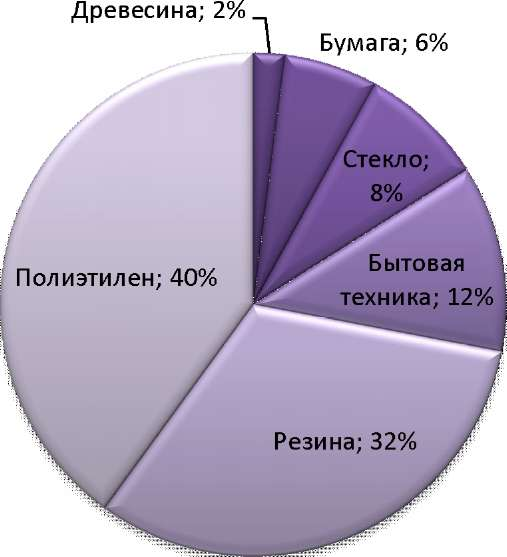 Древесина; 2%
Бумага; 6%
Стекло;
8%
Бытовая
техника; 12%
Полиэтилен; 40%
Резина; 32%